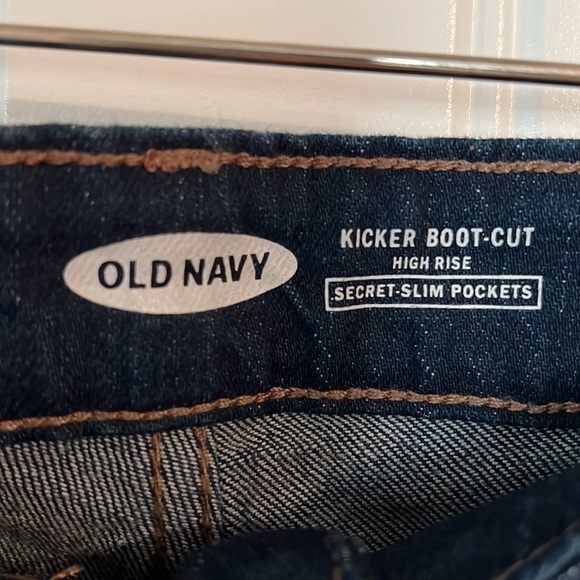 OLD NAVY
KICKER BOOT-CUT
HIGH RISE
SECRET-SLIM POCKETS